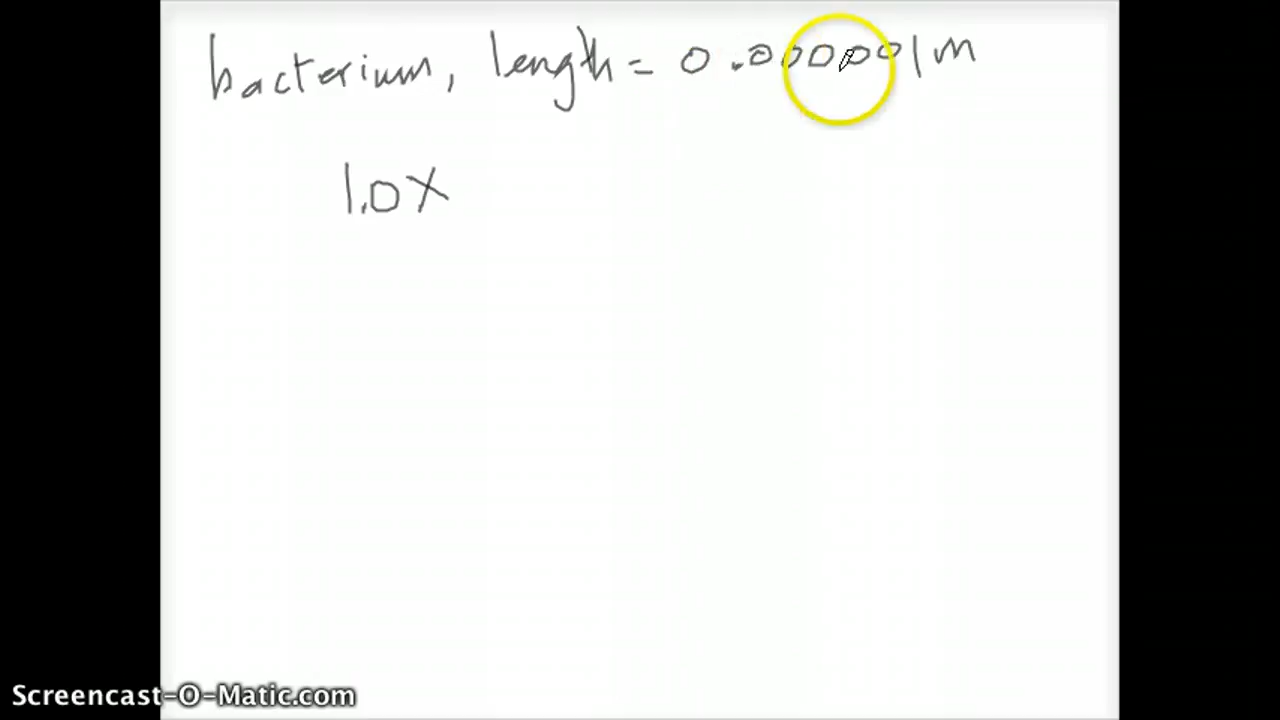 bacterium, length = 0.000001m
1.0X
Screencast-O-Matic.com